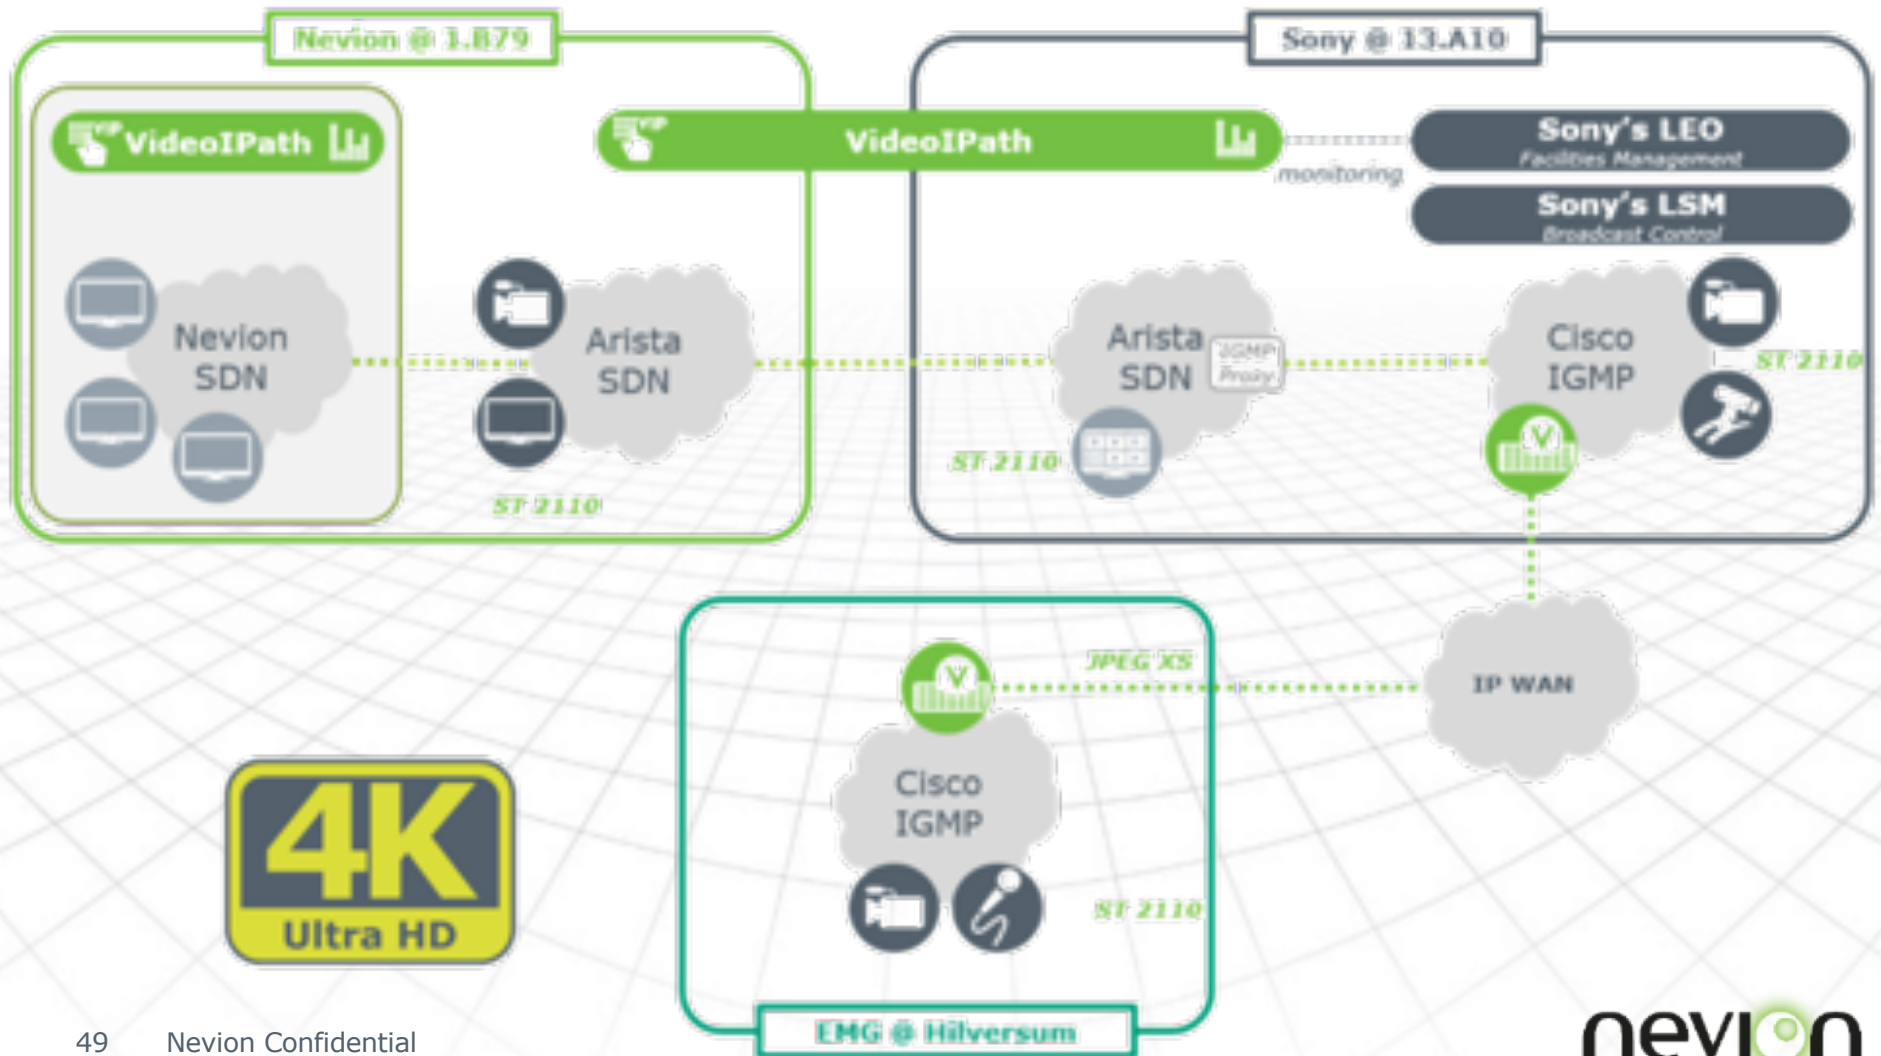 Nevion @ 1.B79
Sony @ 13.A10
VIP
VideoIPath
VIP
VideoIPath
monitoring
Sony's LEO
Facilities Management
Sony's LSM
Broadcast Control
Nevion
SDN
Arista
SDN
ST 2110
Arista
SDN
IGMP
Proxy
ST 2110
Cisco
IGMP
ST 2110
V
IP WAN
JPEG XS
V
Cisco
IGMP
ST 2110
EMG @ Hilversum
4K
Ultra HD
49 Nevion Confidential
nevion